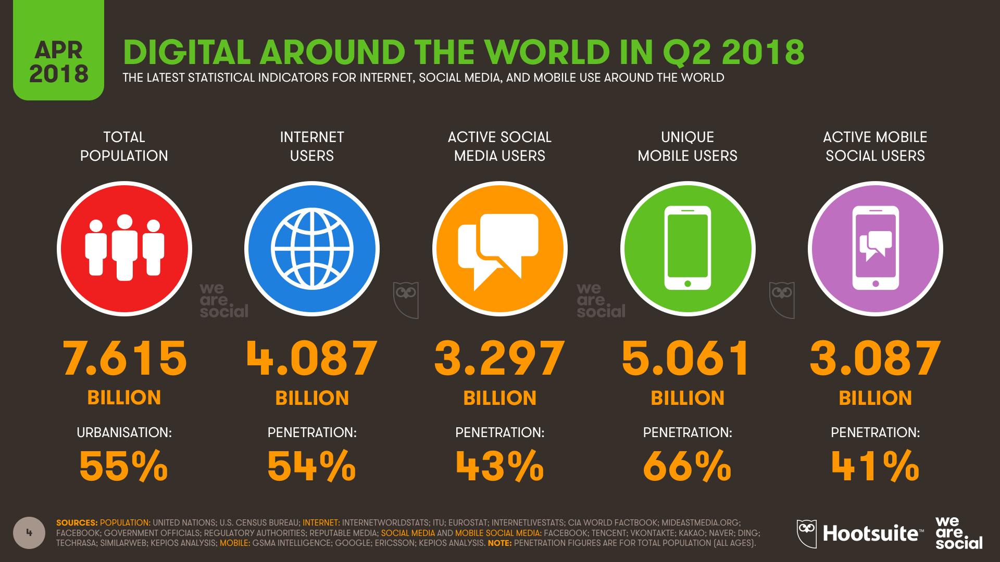 APR
2018
DIGITAL AROUND THE WORLD IN Q2 2018
THE LATEST STATISTICAL INDICATORS FOR INTERNET, SOCIAL MEDIA, AND MOBILE USE AROUND THE WORLD
TOTAL
POPULATION
INTERNET
USERS
ACTIVE SOCIAL
MEDIA USERS
UNIQUE
MOBILE USERS
ACTIVE MOBILE
SOCIAL USERS
we
are
social
we
are
social
7.615
BILLION
URBANISATION:
55%
4.087
BILLION
PENETRATION:
54%
3.297
BILLION
PENETRATION:
43%
5.061
BILLION
PENETRATION:
66%
3.087
BILLION
PENETRATION:
41%
4
SOURCES: POPULATION: UNITED NATIONS; U.S. CENSUS BUREAU; INTERNET: INTERNETWORLDSTATS; ITU; EUROSTAT; INTERNETLIVESTATS; CIA WORLD FACTBOOK; MIDEASTMEDIA.ORG;
FACEBOOK; GOVERNMENT OFFICIALS; REGULATORY AUTHORITIES; REPUTABLE MEDIA; SOCIAL MEDIA AND MOBILE SOCIAL MEDIA: FACEBOOK; TENCENT; VKONTAKTE; KAKAO; NAVER; DING;
TECHRASA; SIMILARWEB; KEPIOS ANALYSIS; MOBILE: GSMA INTELLIGENCE; GOOGLE; ERICSSON; KEPIOS ANALYSIS. NOTE: PENETRATION FIGURES ARE FOR TOTAL POPULATION (ALL AGES).
Hootsuite™
we
are
social